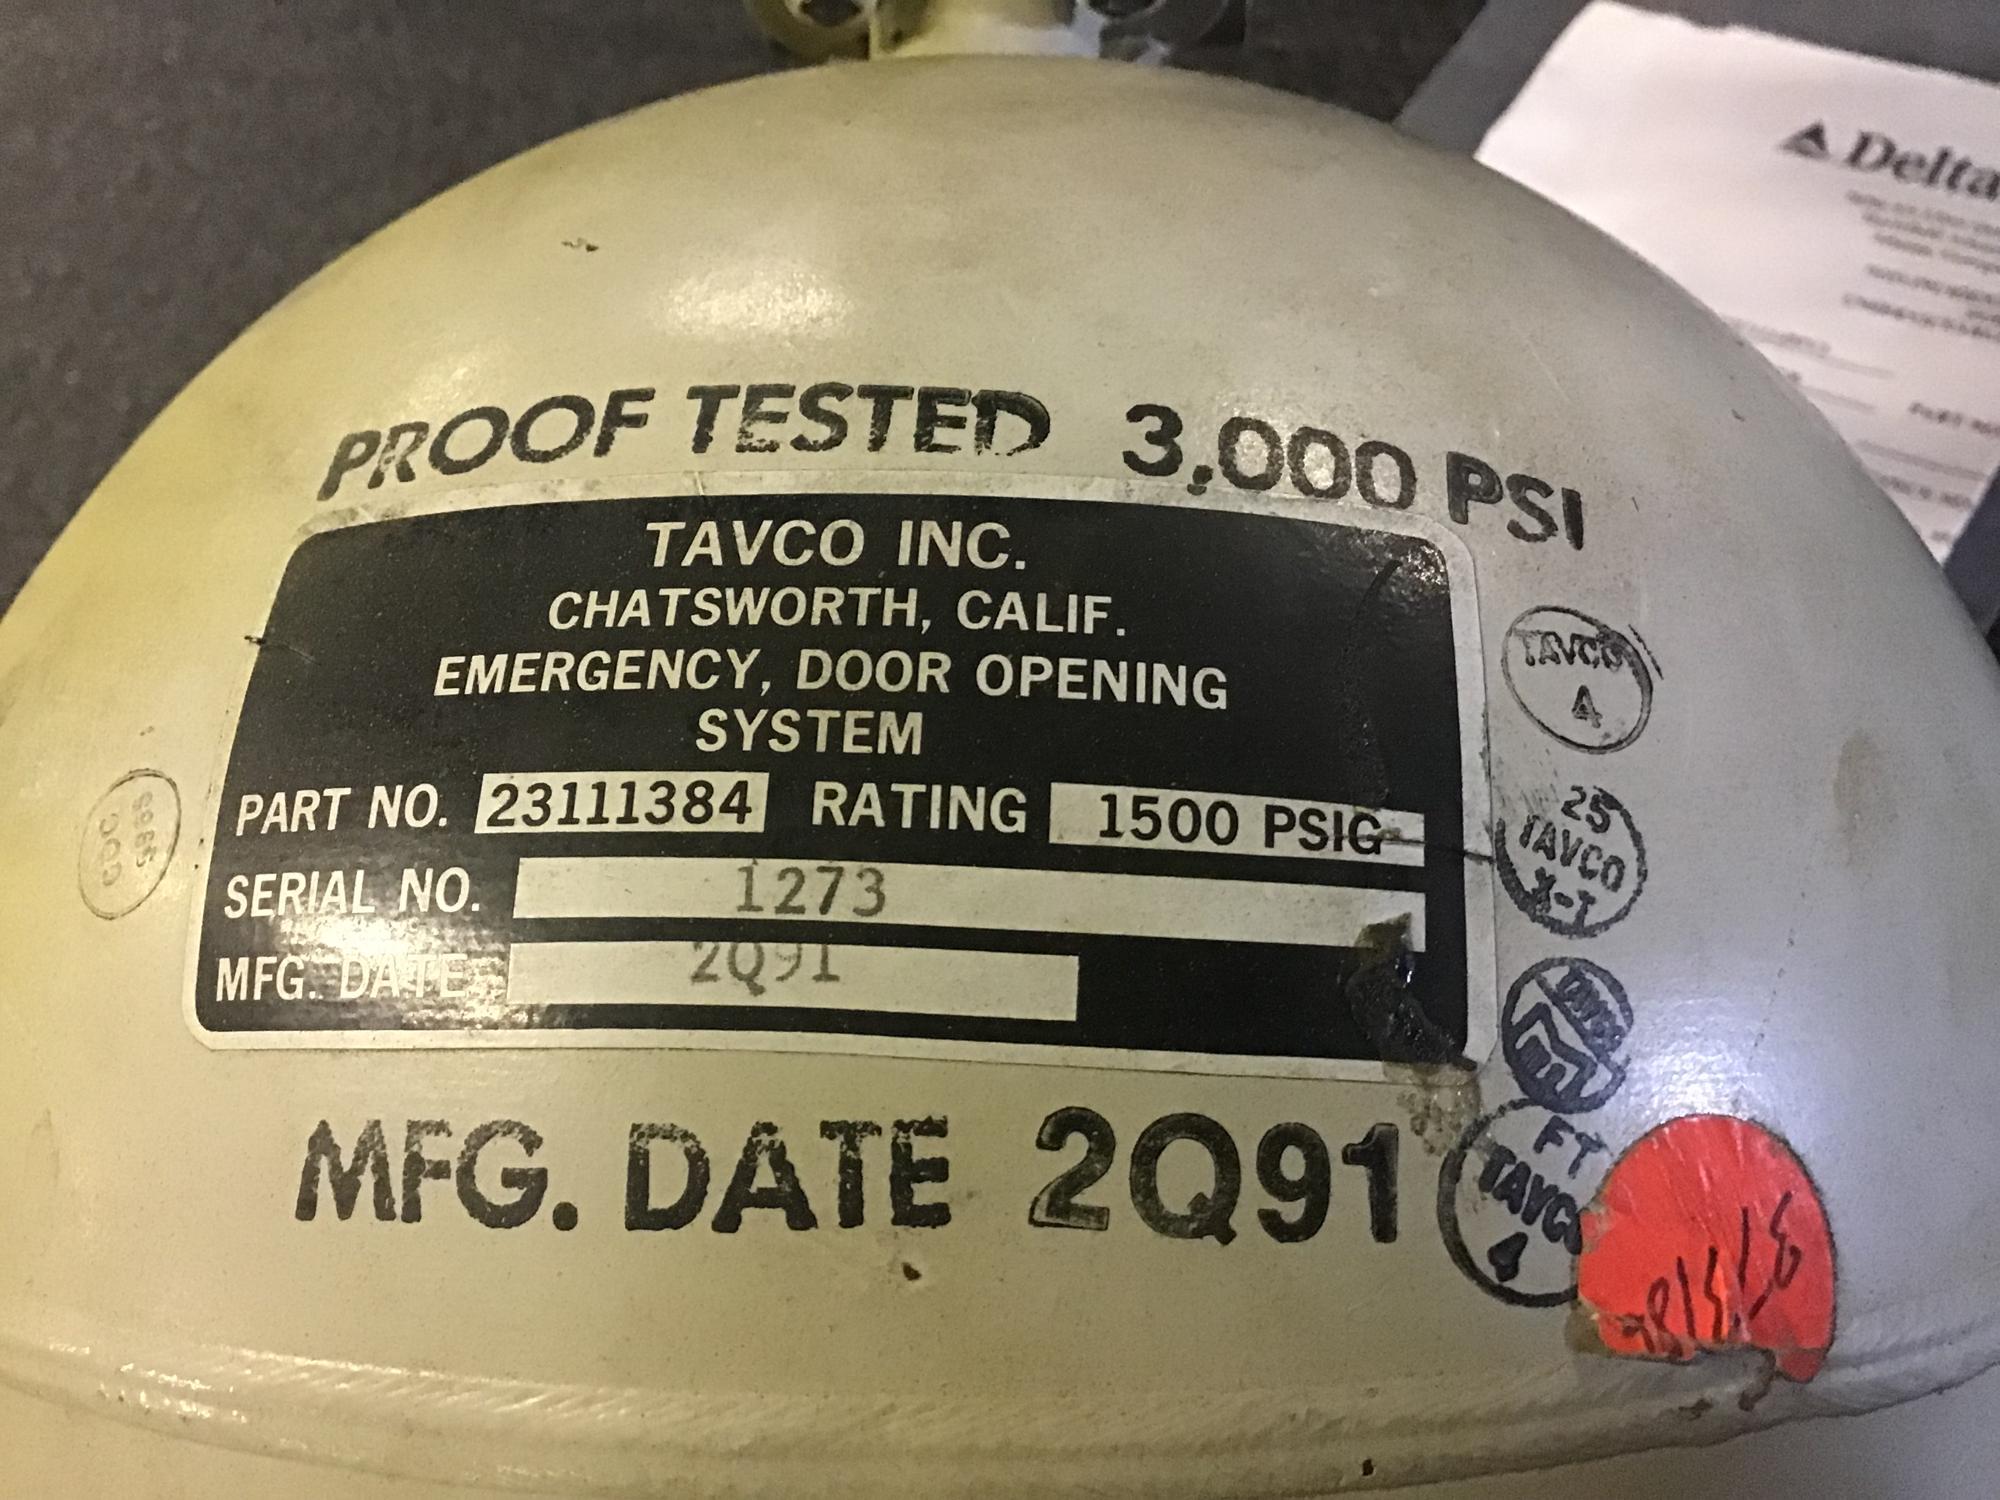 Delta
PROOF TESTED 3,000 PSI
TAVCO INC.
CHATSWORTH, CALIF.
EMERGENCY, DOOR OPENING
SYSTEM
PART NO. 23111384 RATING 1500 PSIG
SERIAL NO. 1273
MFG. DATE 2Q91
MFG. DATE 2Q91
TAVCO
4
25
TAVCO
X-T
TAVCO
FT
TAVCO
4